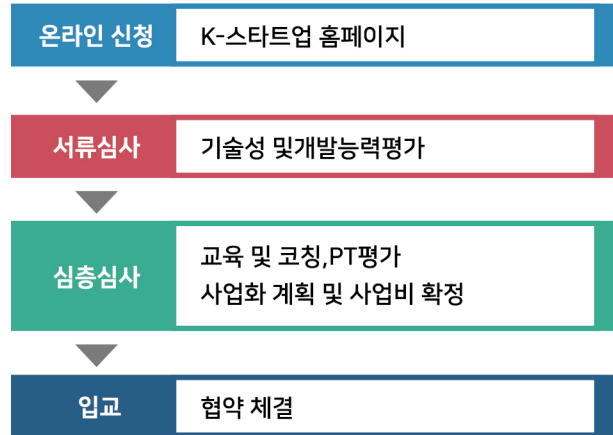 온라인 신청 K-스타트업 홈페이지
서류심사 기술성 및개발능력평가
심층심사 교육 및 코칭,PT평가
사업화 계획 및 사업비 확정
입교 협약 체결